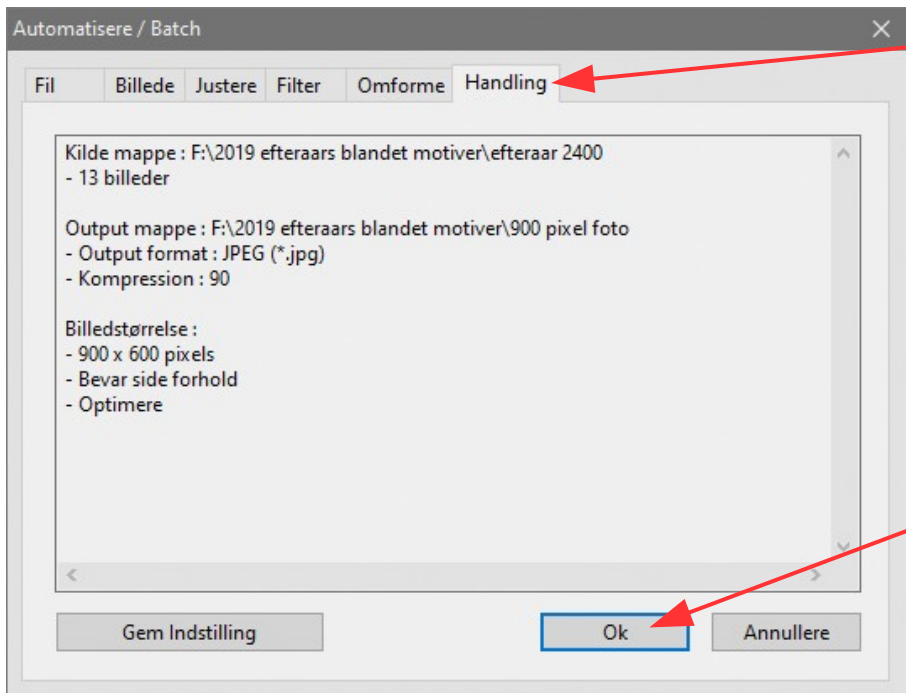 Automatisere / Batch
Fil Billede Justere Filter Omforme Handling
Kilde mappe : F:\2019 efteraars blandet motiver\efteraar 2400
- 13 billeder
Output mappe : F:\2019 efteraars blandet motiver\900 pixel foto
- Output format : JPEG (*.jpg)
- Kompression : 90
Billedstørrelse :
- 900 x 600 pixels
- Bevar side forhold
- Optimere
Gem Indstilling Ok Annullere